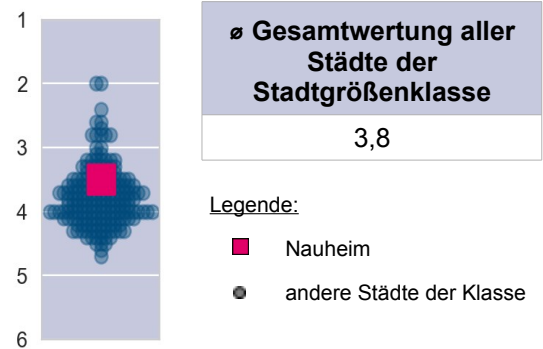 1
2
3
4
5
6
ø Gesamtwertung aller
Städte der
Stadtgrößenklasse
3,8
Legende:
Nauheim
andere Städte der Klasse